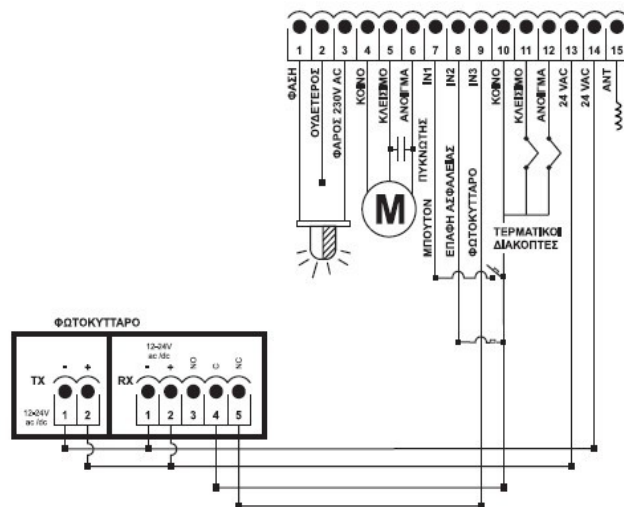 1 2 3 4 5 6 7 8 9 10 11 12 13 14 15
ΦΑΣΗ
ΟΥΔΕΤΕΡΟΣ
ΦΑΡΟΣ 230V AC
ΚΟΙΝΟ
ΚΛΕΙΣΙΜΟ
ΑΝΟΙΓΜΑ
ΠΥΚΝΩΤΗΣ
IN1
ΜΠΟΥΤΟΝ
IN2
ΕΠΑΦΗ ΑΣΦΑΛΕΙΑΣ
IN3
ΦΩΤΟΚΥΤΤΑΡΟ
ΚΟΙΝΟ
ΚΛΕΙΣΙΜΟ
ΑΝΟΙΓΜΑ
24 VAC
24 VAC
ANT
M
ΤΕΡΜΑΤΙΚΟΙ
ΔΙΑΚΟΠΤΕΣ
ΦΩΤΟΚΥΤΤΑΡΟ
TX
- +
12-24V
ac /dc
1 2
RX
12-24V
ac /dc
- + NO C NC
1 2 3 4 5